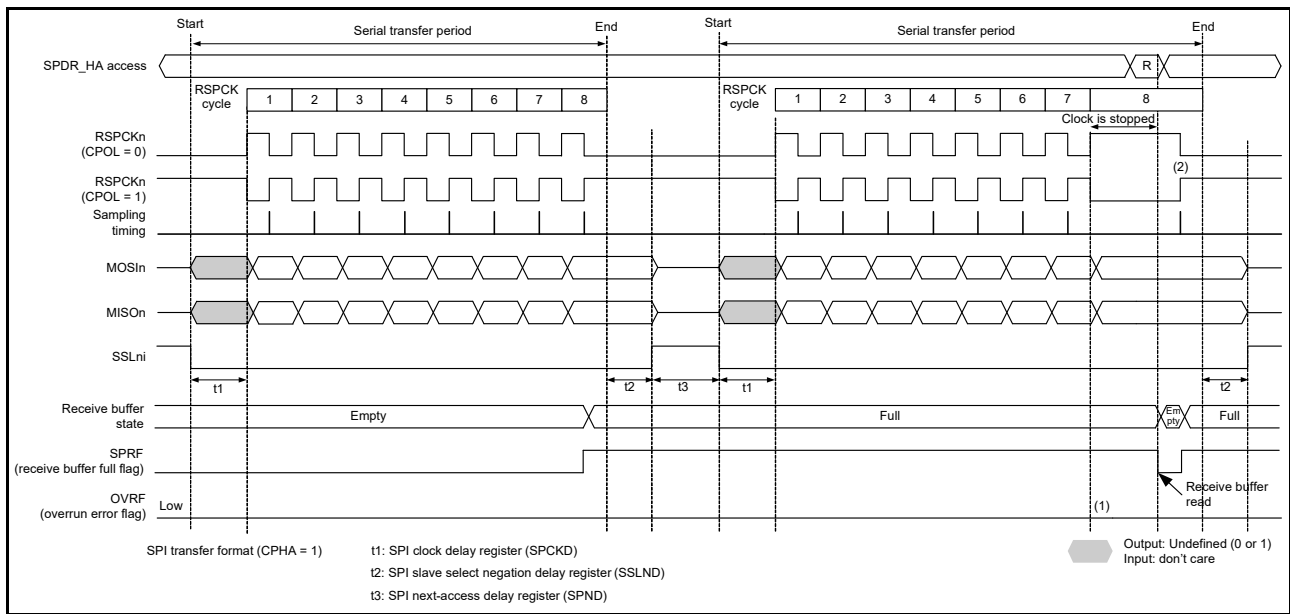 Start
Serial transfer period
End
Start
Serial transfer period
End
SPDR_HA access
R
RSPCK
cycle
1 2 3 4 5 6 7 8
RSPCK
cycle
1 2 3 4 5 6 7 8
Clock is stopped
RSPCKn
(CPOL = 0)
(2)
RSPCKn
(CPOL = 1)
Sampling
timing
MOSIn
MISOn
SSLni
t1
t2
t3
t1
t2
Receive buffer
state
Empty
Full
Em
pty
Full
SPRF
(receive buffer full flag)
Receive buffer
read
OVRF
(overrun error flag)
Low
(1)
SPI transfer format (CPHA = 1)
t1: SPI clock delay register (SPCKD)
t2: SPI slave select negation delay register (SSLND)
t3: SPI next-access delay register (SPND)
Output: Undefined (0 or 1)
Input: don't care